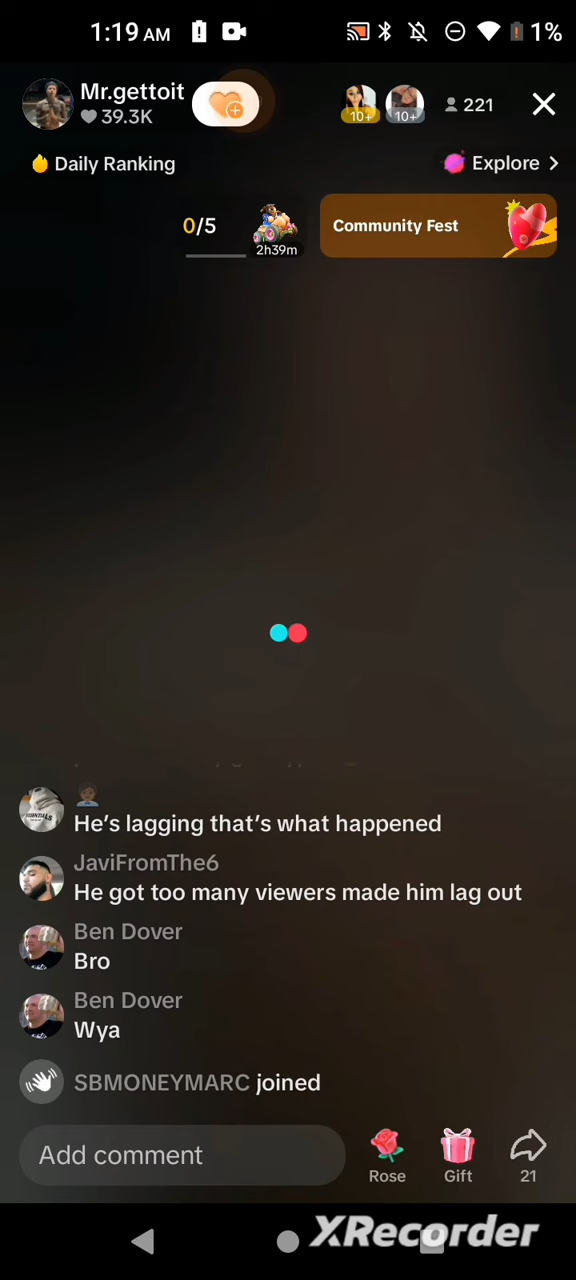 1:19 AM
1%
Mr.gettoit
39.3K
10+
10+
221
Daily Ranking
Explore
0/5
2h39m
Community Fest
He's lagging that's what happened
JaviFromThe6
He got too many viewers made him lag out
Ben Dover
Bro
Ben Dover
Wya
SBMONEYMARC joined
Add comment
Rose
Gift
21
XRecorder